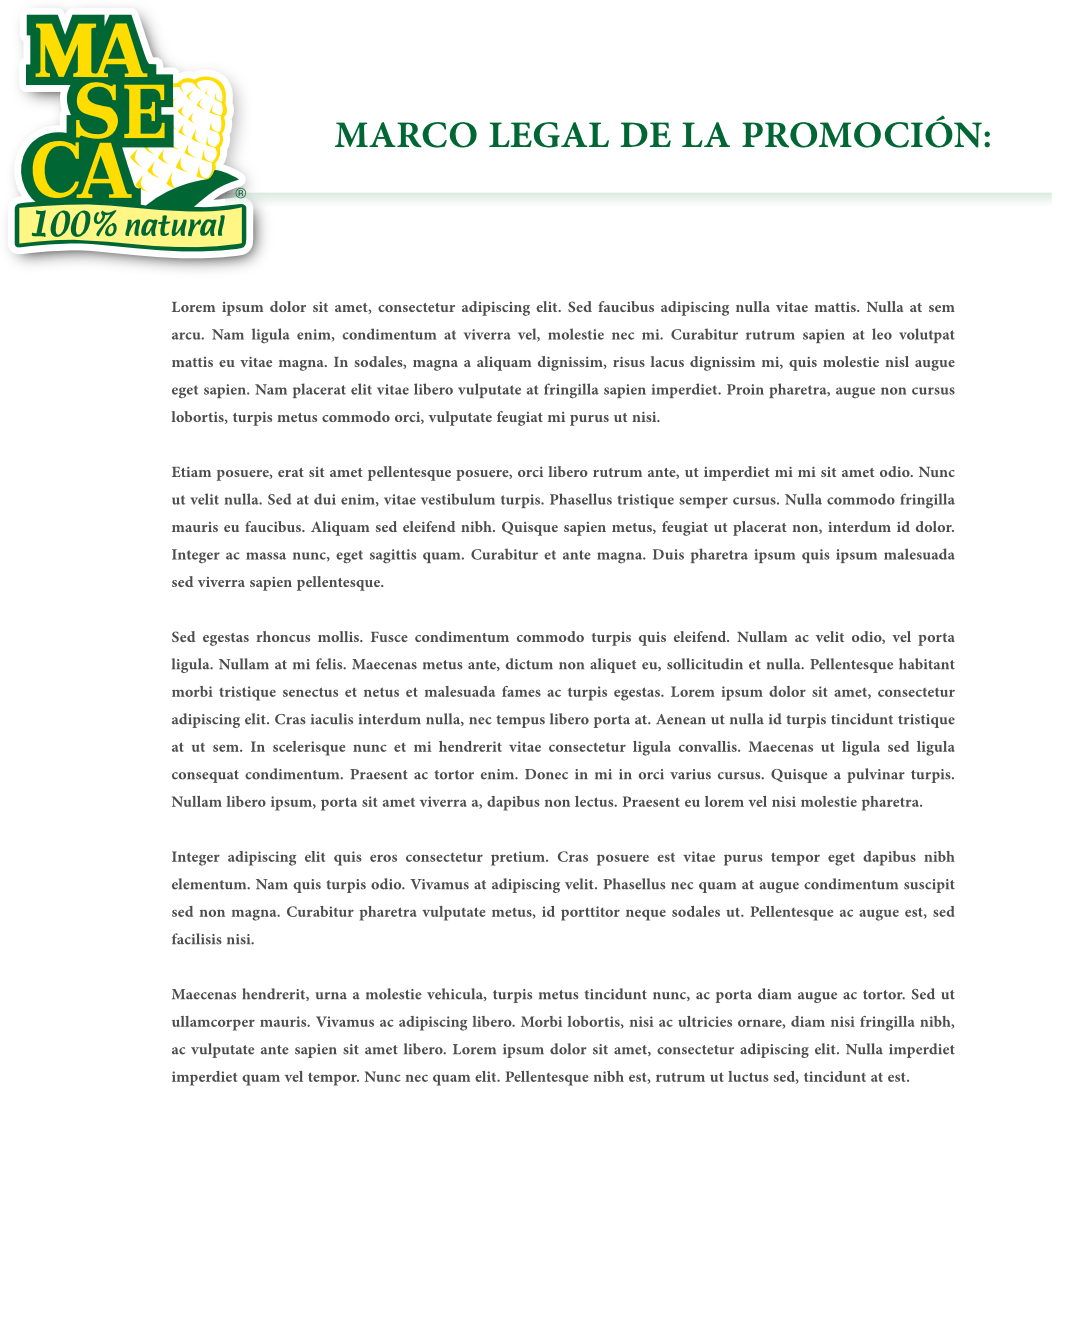 MA
SE
CA
®
100% natural
MARCO LEGAL DE LA PROMOCIÓN:
Lorem ipsum dolor sit amet, consectetur adipiscing elit. Sed faucibus adipiscing nulla vitae mattis. Nulla at sem
arcu. Nam ligula enim, condimentum at viverra vel, molestie nec mi. Curabitur rutrum sapien at leo volutpat
mattis eu vitae magna. In sodales, magna a aliquam dignissim, risus lacus dignissim mi, quis molestie nisl augue
eget sapien. Nam placerat elit vitae libero vulputate at fringilla sapien imperdiet. Proin pharetra, augue non cursus
lobortis, turpis metus commodo orci, vulputate feugiat mi purus ut nisi.
Etiam posuere, erat sit amet pellentesque posuere, orci libero rutrum ante, ut imperdiet mi mi sit amet odio. Nunc
ut velit nulla. Sed at dui enim, vitae vestibulum turpis. Phasellus tristique semper cursus. Nulla commodo fringilla
mauris eu faucibus. Aliquam sed eleifend nibh. Quisque sapien metus, feugiat ut placerat non, interdum id dolor.
Integer ac massa nunc, eget sagittis quam. Curabitur et ante magna. Duis pharetra ipsum quis ipsum malesuada
sed viverra sapien pellentesque.
Sed egestas rhoncus mollis. Fusce condimentum commodo turpis quis eleifend. Nullam ac velit odio, vel porta
ligula. Nullam at mi felis. Maecenas metus ante, dictum non aliquet eu, sollicitudin et nulla. Pellentesque habitant
morbi tristique senectus et netus et malesuada fames ac turpis egestas. Lorem ipsum dolor sit amet, consectetur
adipiscing elit. Cras iaculis interdum nulla, nec tempus libero porta at. Aenean ut nulla id turpis tincidunt tristique
at ut sem. In scelerisque nunc et mi hendrerit vitae consectetur ligula convallis. Maecenas ut ligula sed ligula
consequat condimentum. Praesent ac tortor enim. Donec in mi in orci varius cursus. Quisque a pulvinar turpis.
Nullam libero ipsum, porta sit amet viverra a, dapibus non lectus. Praesent eu lorem vel nisi molestie pharetra.
Integer adipiscing elit quis eros consectetur pretium. Cras posuere est vitae purus tempor eget dapibus nibh
elementum. Nam quis turpis odio. Vivamus at adipiscing velit. Phasellus nec quam at augue condimentum suscipit
sed non magna. Curabitur pharetra vulputate metus, id porttitor neque sodales ut. Pellentesque ac augue est, sed
facilisis nisi.
Maecenas hendrerit, urna a molestie vehicula, turpis metus tincidunt nunc, ac porta diam augue ac tortor. Sed ut
ullamcorper mauris. Vivamus ac adipiscing libero. Morbi lobortis, nisi ac ultricies ornare, diam nisi fringilla nibh,
ac vulputate ante sapien sit amet libero. Lorem ipsum dolor sit amet, consectetur adipiscing elit. Nulla imperdiet
imperdiet quam vel tempor. Nunc nec quam elit. Pellentesque nibh est, rutrum ut luctus sed, tincidunt at est.